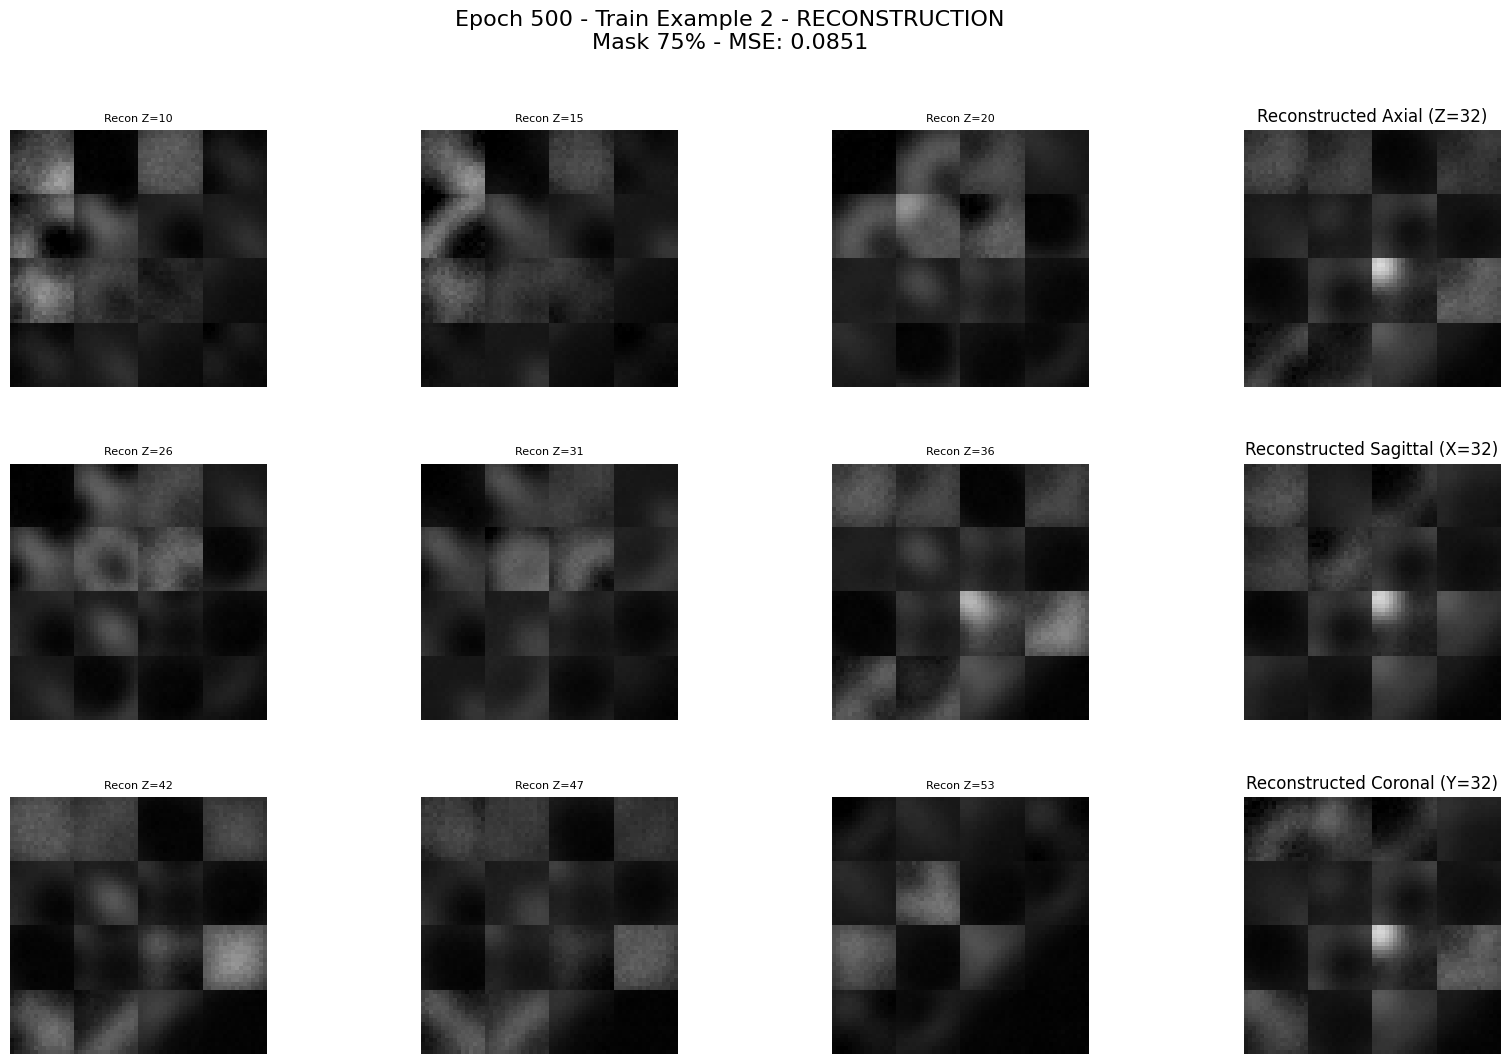 Epoch 500 - Train Example 2 - RECONSTRUCTION
Mask 75% - MSE: 0.0851
Recon Z=10
Recon Z=15
Recon Z=20
Reconstructed Axial (Z=32)
Recon Z=26
Recon Z=31
Recon Z=36
Reconstructed Sagittal (X=32)
Recon Z=42
Recon Z=47
Recon Z=53
Reconstructed Coronal (Y=32)